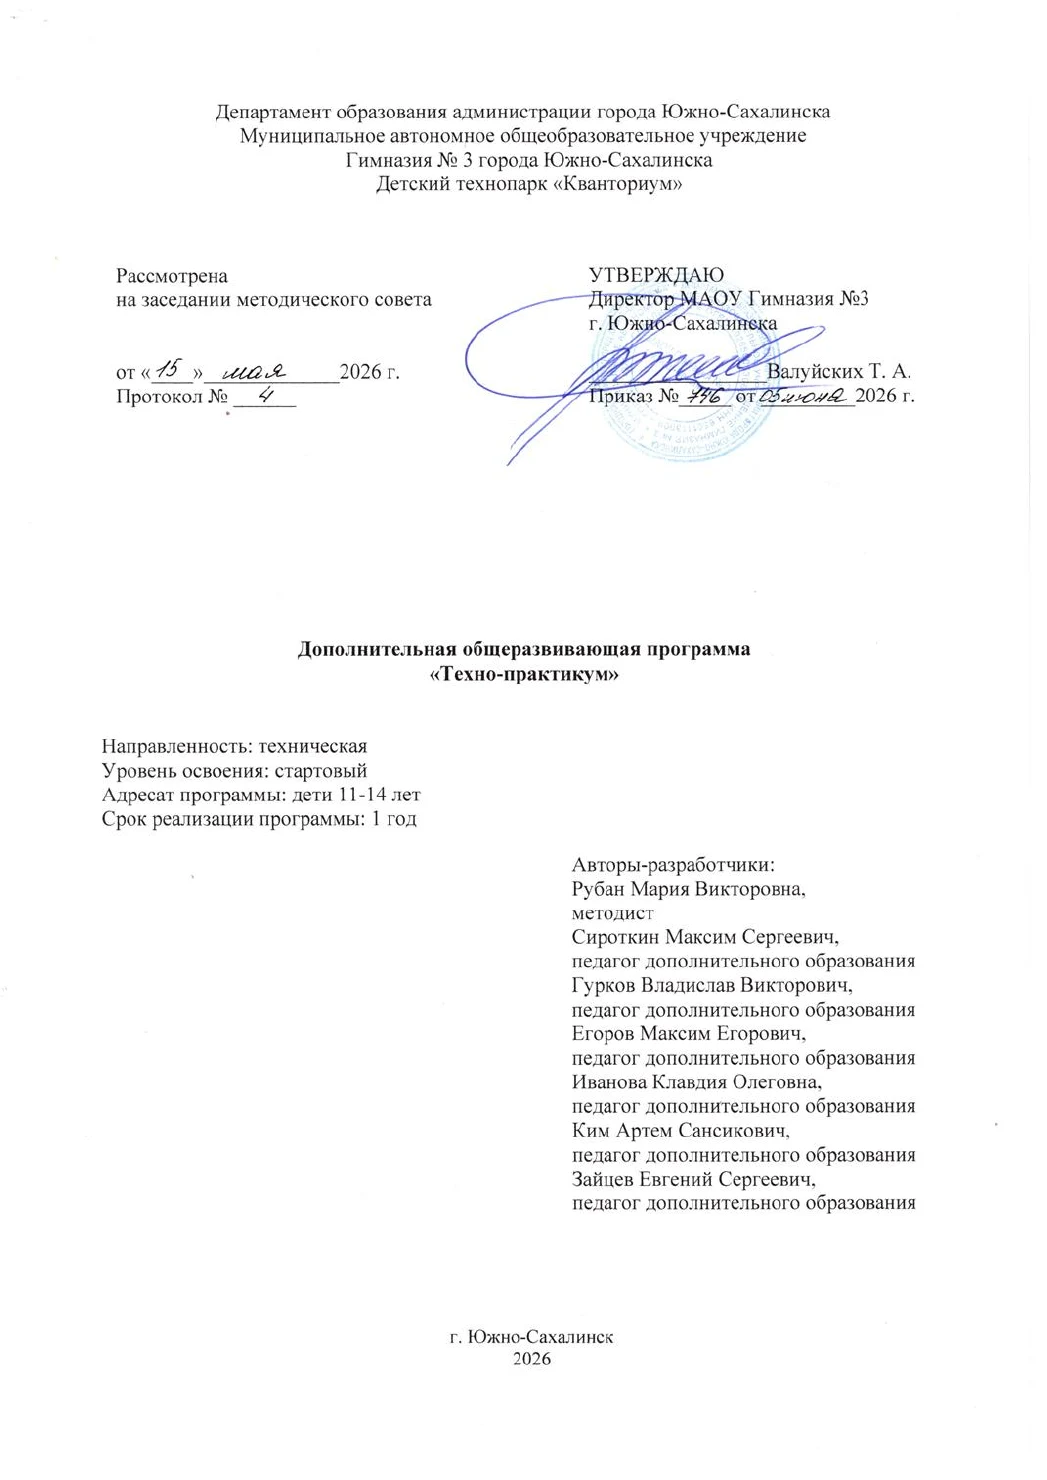 Департамент образования администрации города Южно-Сахалинска
Муниципальное автономное общеобразовательное учреждение
Гимназия № 3 города Южно-Сахалинска
Детский технопарк «Кванториум»
Рассмотрена
на заседании методического совета
от «15» мая 2026 г.
Протокол № 4
УТВЕРЖДАЮ
Директор МАОУ Гимназия №3
г. Южно-Сахалинска
Валуйских Т. А.
Приказ № 746 от 05 июня 2026 г.
Дополнительная общеразвивающая программа
«Техно-практикум»
Направленность: техническая
Уровень освоения: стартовый
Адресат программы: дети 11-14 лет
Срок реализации программы: 1 год
Авторы-разработчики:
Рубан Мария Викторовна,
методист
Сироткин Максим Сергеевич,
педагог дополнительного образования
Гурков Владислав Викторович,
педагог дополнительного образования
Егоров Максим Егорович,
педагог дополнительного образования
Иванова Клавдия Олеговна,
педагог дополнительного образования
Ким Артем Сансикович,
педагог дополнительного образования
Зайцев Евгений Сергеевич,
педагог дополнительного образования
г. Южно-Сахалинск
2026